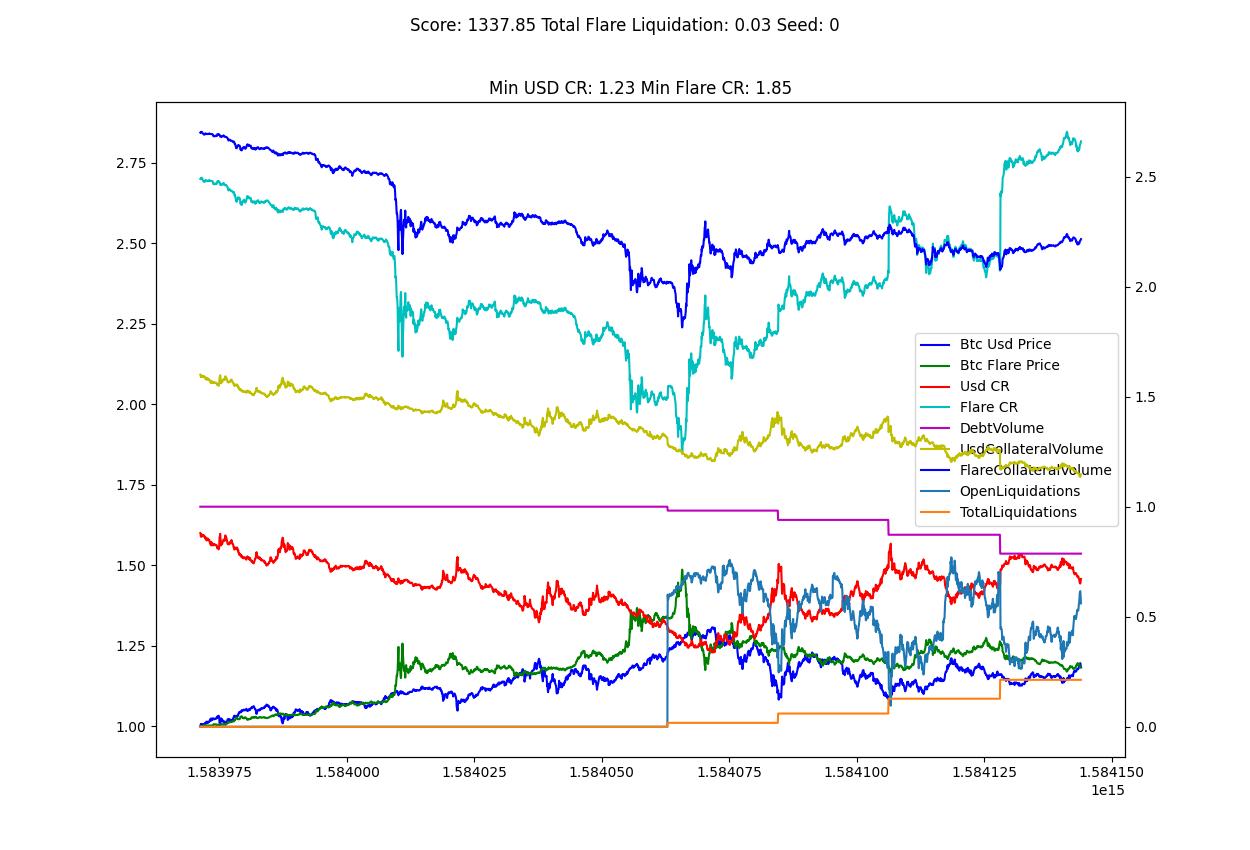 Score: 1337.85 Total Flare Liquidation: 0.03 Seed: 0
Min USD CR: 1.23 Min Flare CR: 1.85
2.75
2.50
2.25
2.00
1.75
1.50
1.25
1.00
2.5
2.0
1.5
1.0
0.5
0.0
Btc Usd Price
Btc Flare Price
Usd CR
Flare CR
DebtVolume
UsdCollateralVolume
FlareCollateralVolume
OpenLiquidations
TotalLiquidations
1.583975 1.584000 1.584025 1.584050 1.584075 1.584100 1.584125 1.584150
1e15